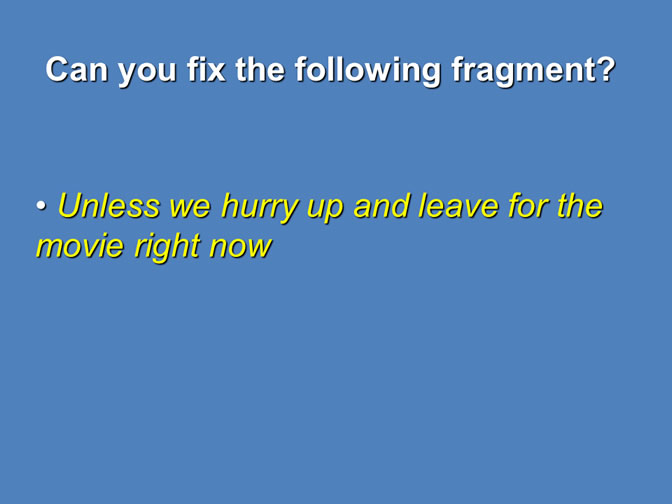 Can you fix the following fragment?
• Unless we hurry up and leave for the
movie right now